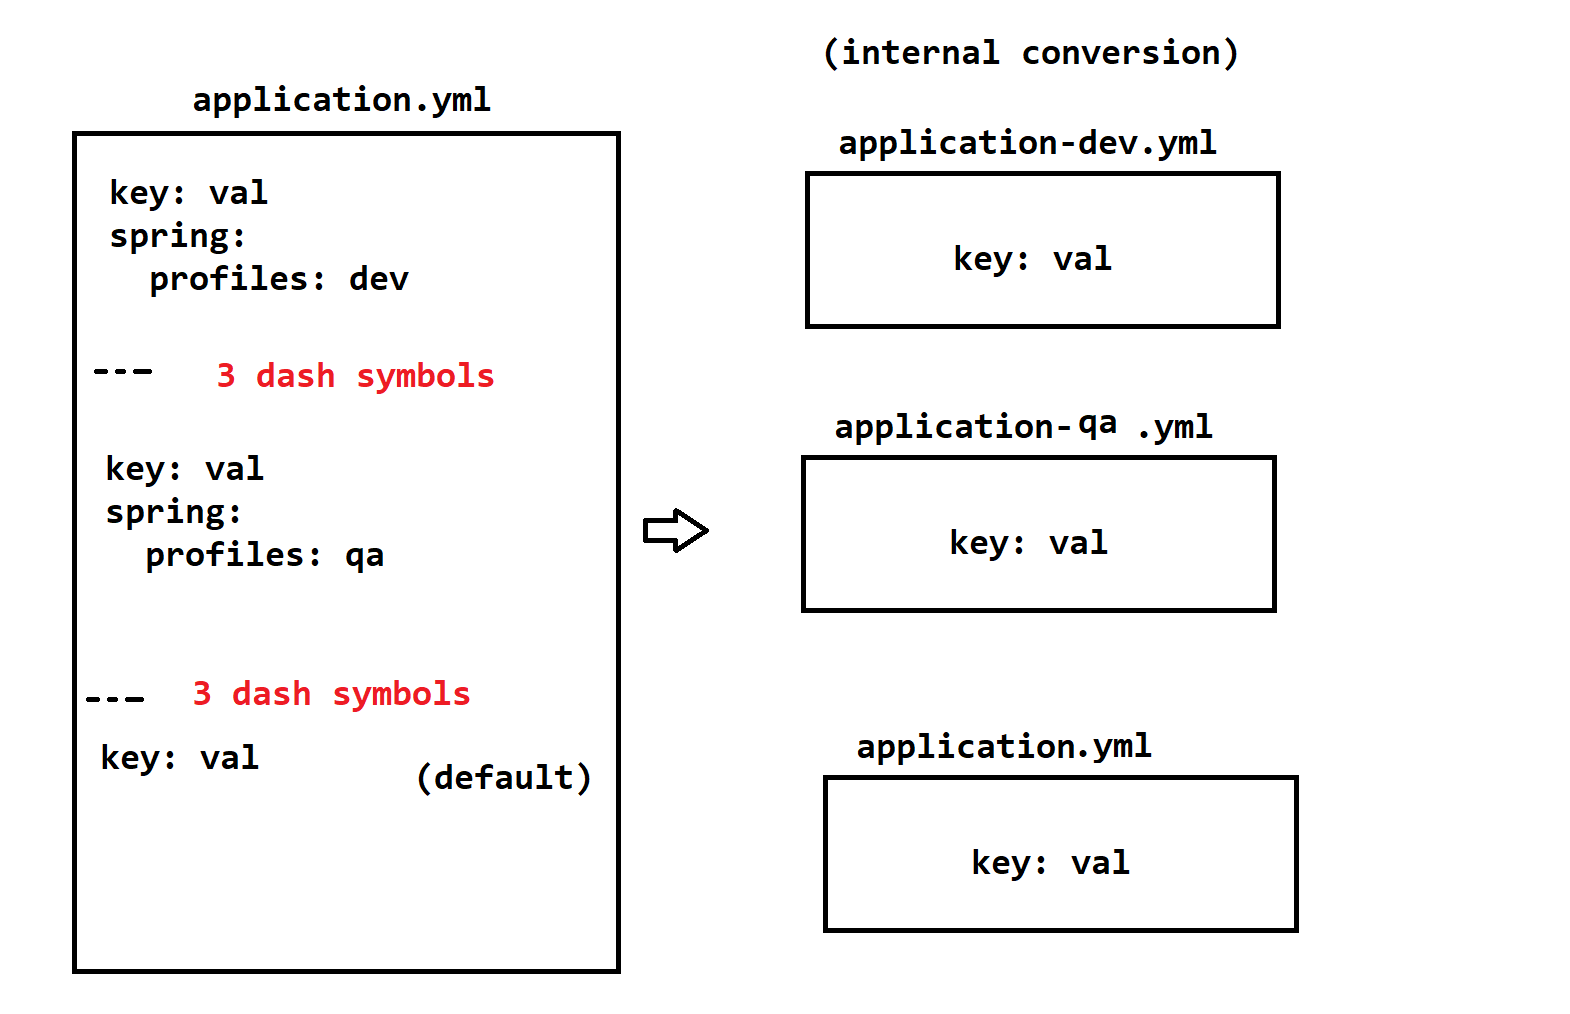 application.yml
key: val
spring:
  profiles: dev
--- 3 dash symbols
key: val
spring:
  profiles: qa
--- 3 dash symbols
key: val
(default)
(internal conversion)
application-dev.yml
key: val
application-qa .yml
key: val
application.yml
key: val